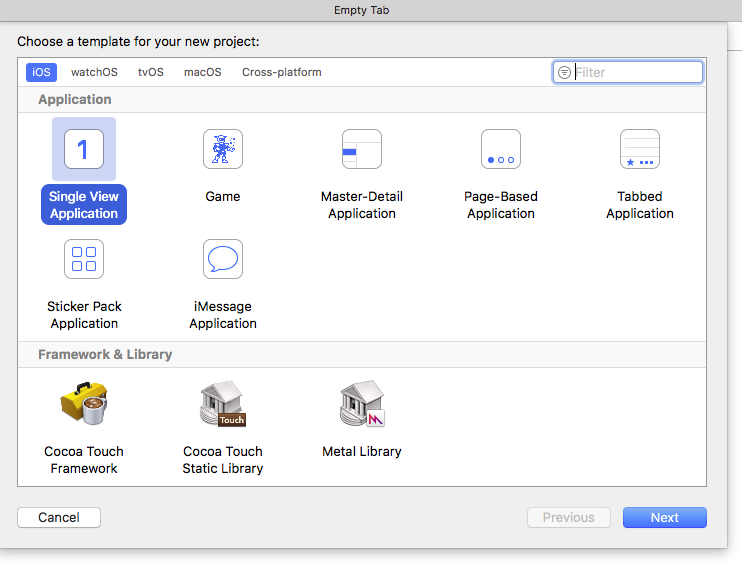 Empty Tab
Choose a template for your new project:
iOS watchOS tvOS macOS Cross-platform Filter
Application
1
Single View
Application
Game
Master-Detail
Application
Page-Based
Application
Tabbed
Application
Sticker Pack
Application
iMessage
Application
Framework & Library
Touch
Cocoa Touch
Framework
Cocoa Touch
Static Library
Metal Library
Cancel Previous Next